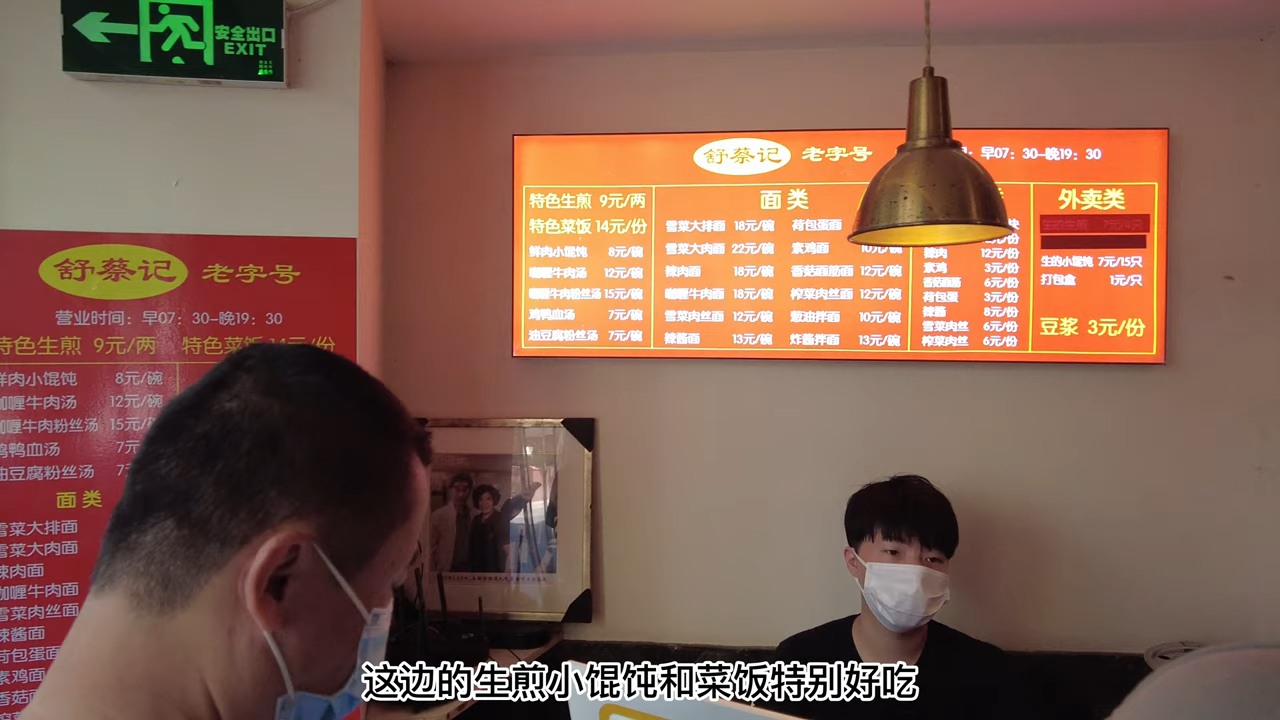 安全出口
EXIT
舒蔡记 老字号
早07：30-晚19：30
特色生煎 9元/两
特色菜饭 14元/份
鲜肉小馄饨 8元/碗
咖喱牛肉汤 12元/碗
咖喱牛肉粉丝汤 15元/碗
鸡鸭血汤 7元/碗
油豆腐粉丝汤 7元/碗
面类
雪菜大排面 18元/碗 荷包蛋面
雪菜大肉面 22元/碗 素鸡面 10元/碗
辣肉面 18元/碗 香菇面筋面 12元/碗
咖喱牛肉面 18元/碗 榨菜肉丝面 12元/碗
雪菜肉丝面 12元/碗 葱油拌面 10元/碗
辣酱面 13元/碗 炸酱拌面 13元/碗
辣肉 12元/份
素鸡 3元/份
香菇面筋 6元/份
荷包蛋 3元/份
辣酱 8元/份
雪菜肉丝 6元/份
榨菜肉丝 6元/份
外卖类
生的小馄饨 7元/15只
打包盒 1元/只
豆浆 3元/份
舒蔡记 老字号
营业时间：早07：30-晚19：30
特色生煎 9元/两 特色菜饭 14元/份
鲜肉小馄饨 8元/碗
咖喱牛肉汤 12元/碗
咖喱牛肉粉丝汤 15元/
鸡鸭血汤 7元
油豆腐粉丝汤 7
面类
雪菜大排面
雪菜大肉面
辣肉面
咖喱牛肉面
雪菜肉丝面
辣酱面
荷包蛋面
素鸡面
香菇面
这边的生煎小馄饨和菜饭特别好吃